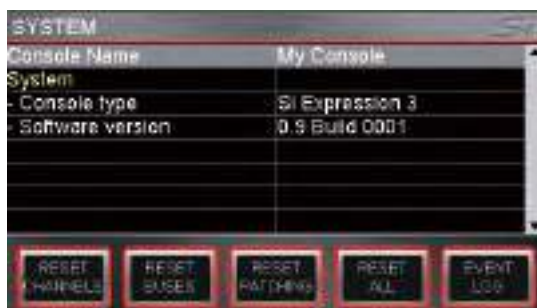 SYSTEM
Console Name My Console
System
- Console type Si Expression 3
- Software version 0.9 Build 0001
RESET CHANNELS
RESET BUSES
RESET PATCHING
RESET ALL
EVENT LOG